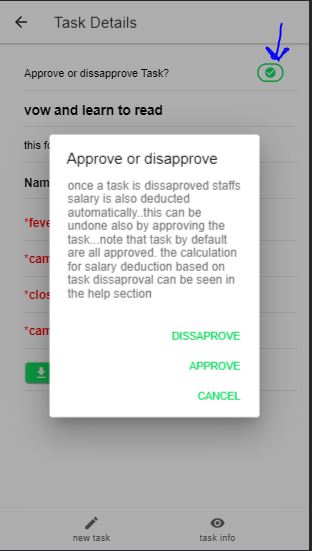 Task Details
Approve or dissapprove Task?
vow and learn to read
this fo
Approve or disapprove
once a task is dissaproved staffs
salary is also deducted
automatically..this can be
undone also by approving the
task...note that task by default
are all approved. the calculation
for salary deduction based on
task dissaproval can be seen in
the help section
Nam
*feve
*cam
*clos
*cam
DISSAPROVE
APPROVE
CANCEL
new task
task info